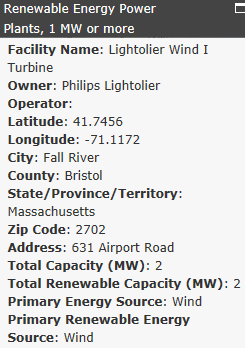 Renewable Energy Power
Plants, 1 MW or more
Facility Name: Lightolier Wind I
Turbine
Owner: Philips Lightolier
Operator:
Latitude: 41.7456
Longitude: -71.1172
City: Fall River
County: Bristol
State/Province/Territory:
Massachusetts
Zip Code: 2702
Address: 631 Airport Road
Total Capacity (MW): 2
Total Renewable Capacity (MW): 2
Primary Energy Source: Wind
Primary Renewable Energy
Source: Wind